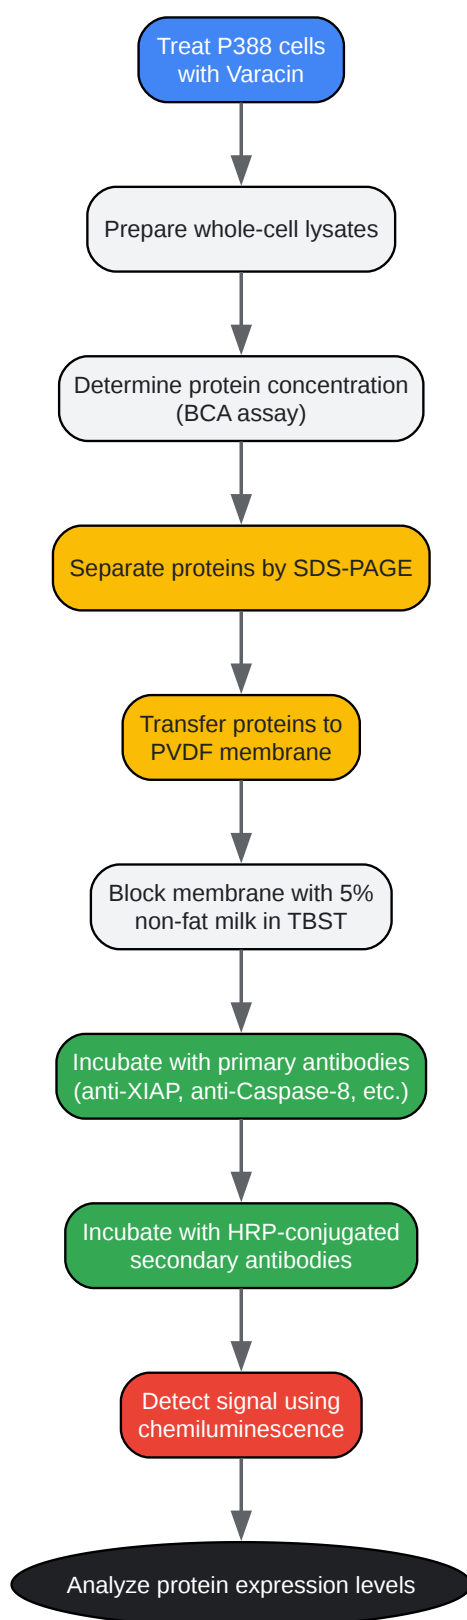 Treat P388 cells
with Varacin
Prepare whole-cell lysates
Determine protein concentration
(BCA assay)
Separate proteins by SDS-PAGE
Transfer proteins to
PVDF membrane
Block membrane with 5%
non-fat milk in TBST
Incubate with primary antibodies
(anti-XIAP, anti-Caspase-8, etc.)
Incubate with HRP-conjugated
secondary antibodies
Detect signal using
chemiluminescence
Analyze protein expression levels